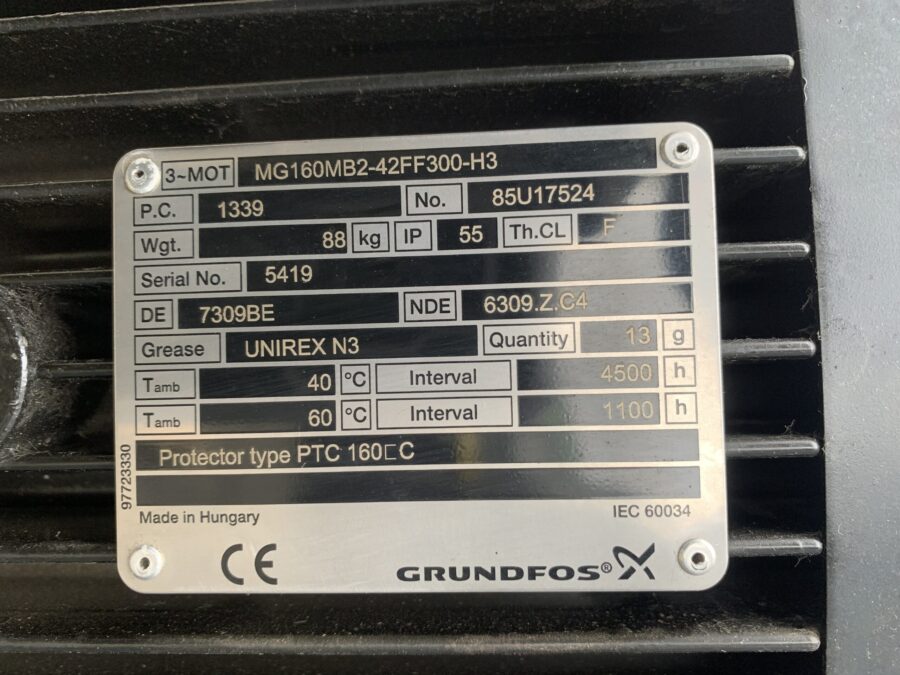 3~MOT MG160MB2-42FF300-H3
P.C. 1339 No. 85U17524
Wgt. 88 kg IP 55 Th.CL F
Serial No. 5419
DE 7309BE NDE 6309.Z.C4
Grease UNIREX N3 Quantity 13 g
Tamb 40 °C Interval 4500 h
Tamb 60 °C Interval 1100 h
Protector type PTC 160□C
97723330
Made in Hungary IEC 60034
CE GRUNDFOS®